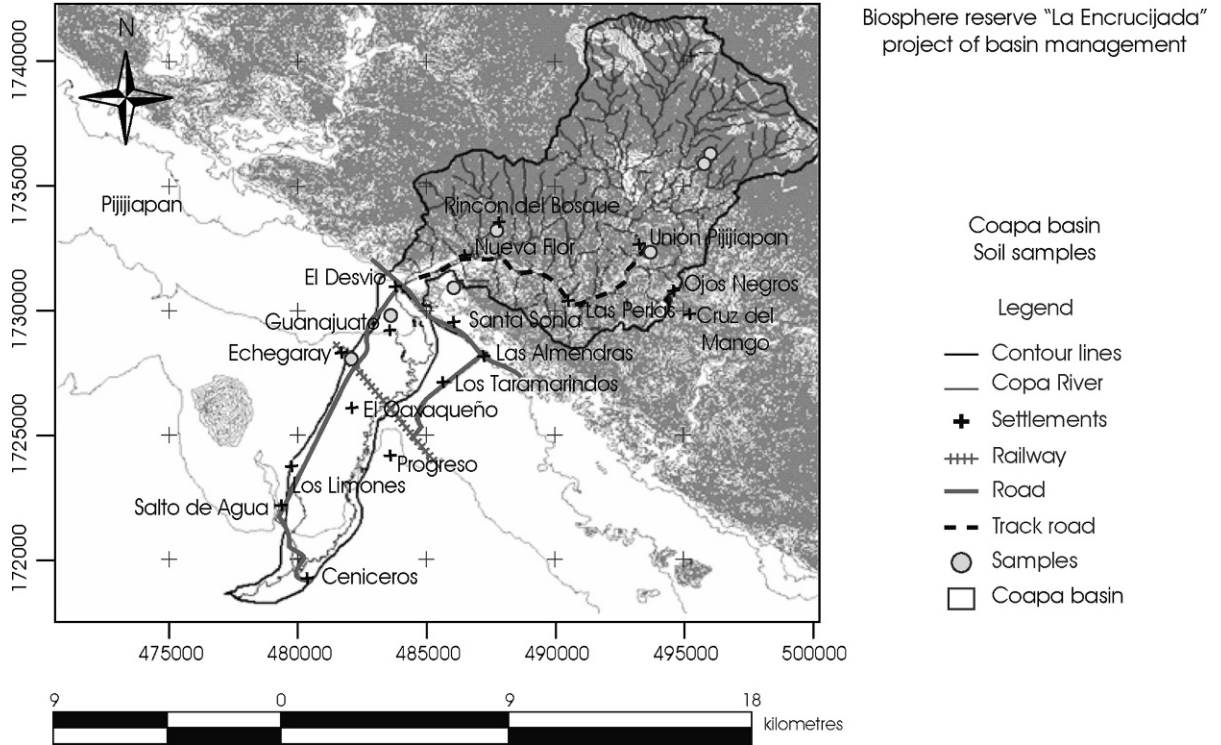 Biosphere reserve “La Encrucijada”
project of basin management
N
1740000
1735000
1730000
1725000
1720000
Pijijiapan
Rincón del Bosque
Nueva Flor
Unión Pijijiapan
El Desvio
Ojos Negros
Guanajuato
Santa Sonia
Las Perlas
Cruz del
Mango
Echegaray
Las Almendras
Los Taramarindos
El Oaxaqueño
Progreso
Los Limones
Salto de Agua
Ceniceros
475000
480000
485000
490000
495000
500000
9
0
9
18
kilometres
Coapa basin
Soil samples
Legend
Contour lines
Copa River
Settlements
Railway
Road
Track road
Samples
Coapa basin